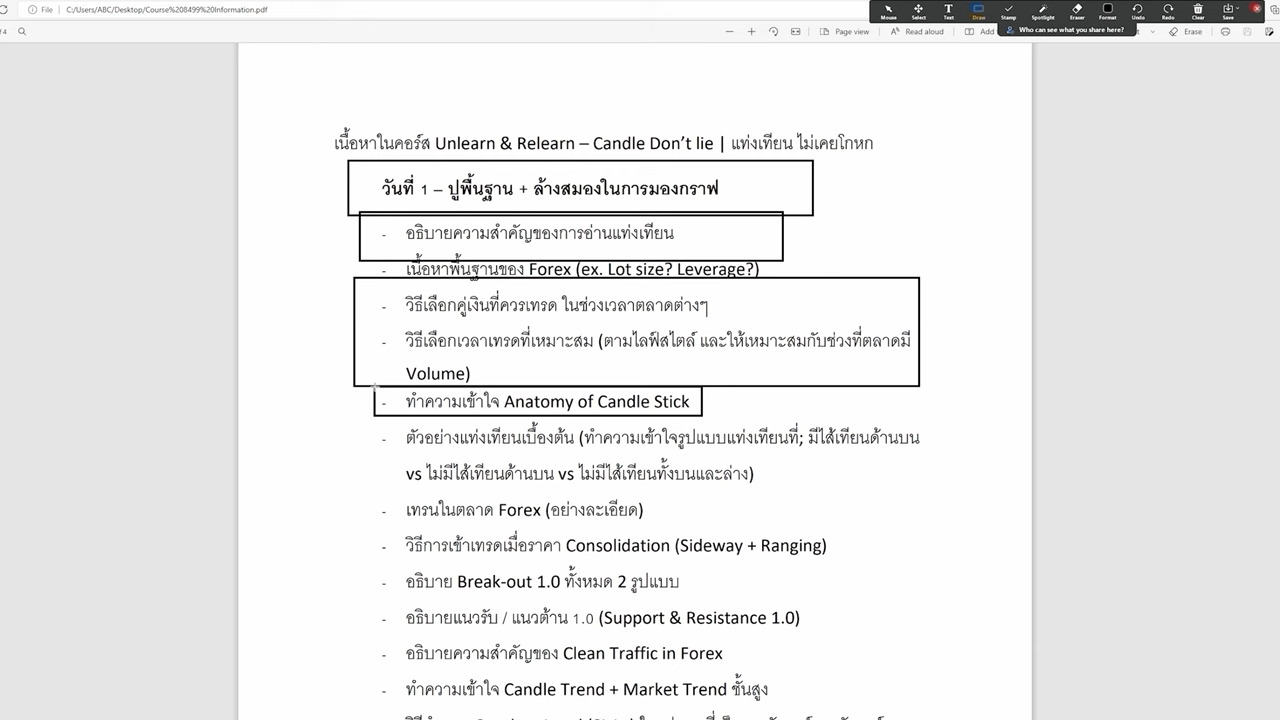 File | C:/Users/ABC/Desktop/Course%208499%20Information.pdf
Mouse Select Text Draw Stamp Spotlight Eraser Format Undo Redo Clear Save
Who can see what you share here?
Page view Read aloud Add Erase
เนื้อหาในคอร์ส Unlearn & Relearn – Candle Don't lie | แท่งเทียน ไม่เคยโกหก
วันที่ 1 – ปูพื้นฐาน + ล้างสมองในการมองกราฟ
- อธิบายความสำคัญของการอ่านแท่งเทียน
- เนื้อหาพื้นฐานของ Forex (ex. Lot size? Leverage?)
- วิธีเลือกคู่เงินที่ควรเทรด ในช่วงเวลาตลาดต่างๆ
- วิธีเลือกเวลาเทรดที่เหมาะสม (ตามไลฟ์สไตล์ และให้เหมาะสมกับช่วงที่ตลาดมี
Volume)
- ทำความเข้าใจ Anatomy of Candle Stick
- ตัวอย่างแท่งเทียนเบื้องต้น (ทำความเข้าใจรูปแบบแท่งเทียนที่; มีไส้เทียนด้านบน
vs ไม่มีไส้เทียนด้านบน vs ไม่มีไส้เทียนทั้งบนและล่าง)
- เทรนในตลาด Forex (อย่างละเอียด)
- วิธีการเข้าเทรดเมื่อราคา Consolidation (Sideway + Ranging)
- อธิบาย Break-out 1.0 ทั้งหมด 2 รูปแบบ
- อธิบายแนวรับ / แนวต้าน 1.0 (Support & Resistance 1.0)
- อธิบายความสำคัญของ Clean Traffic in Forex
- ทำความเข้าใจ Candle Trend + Market Trend ชั้นสูง